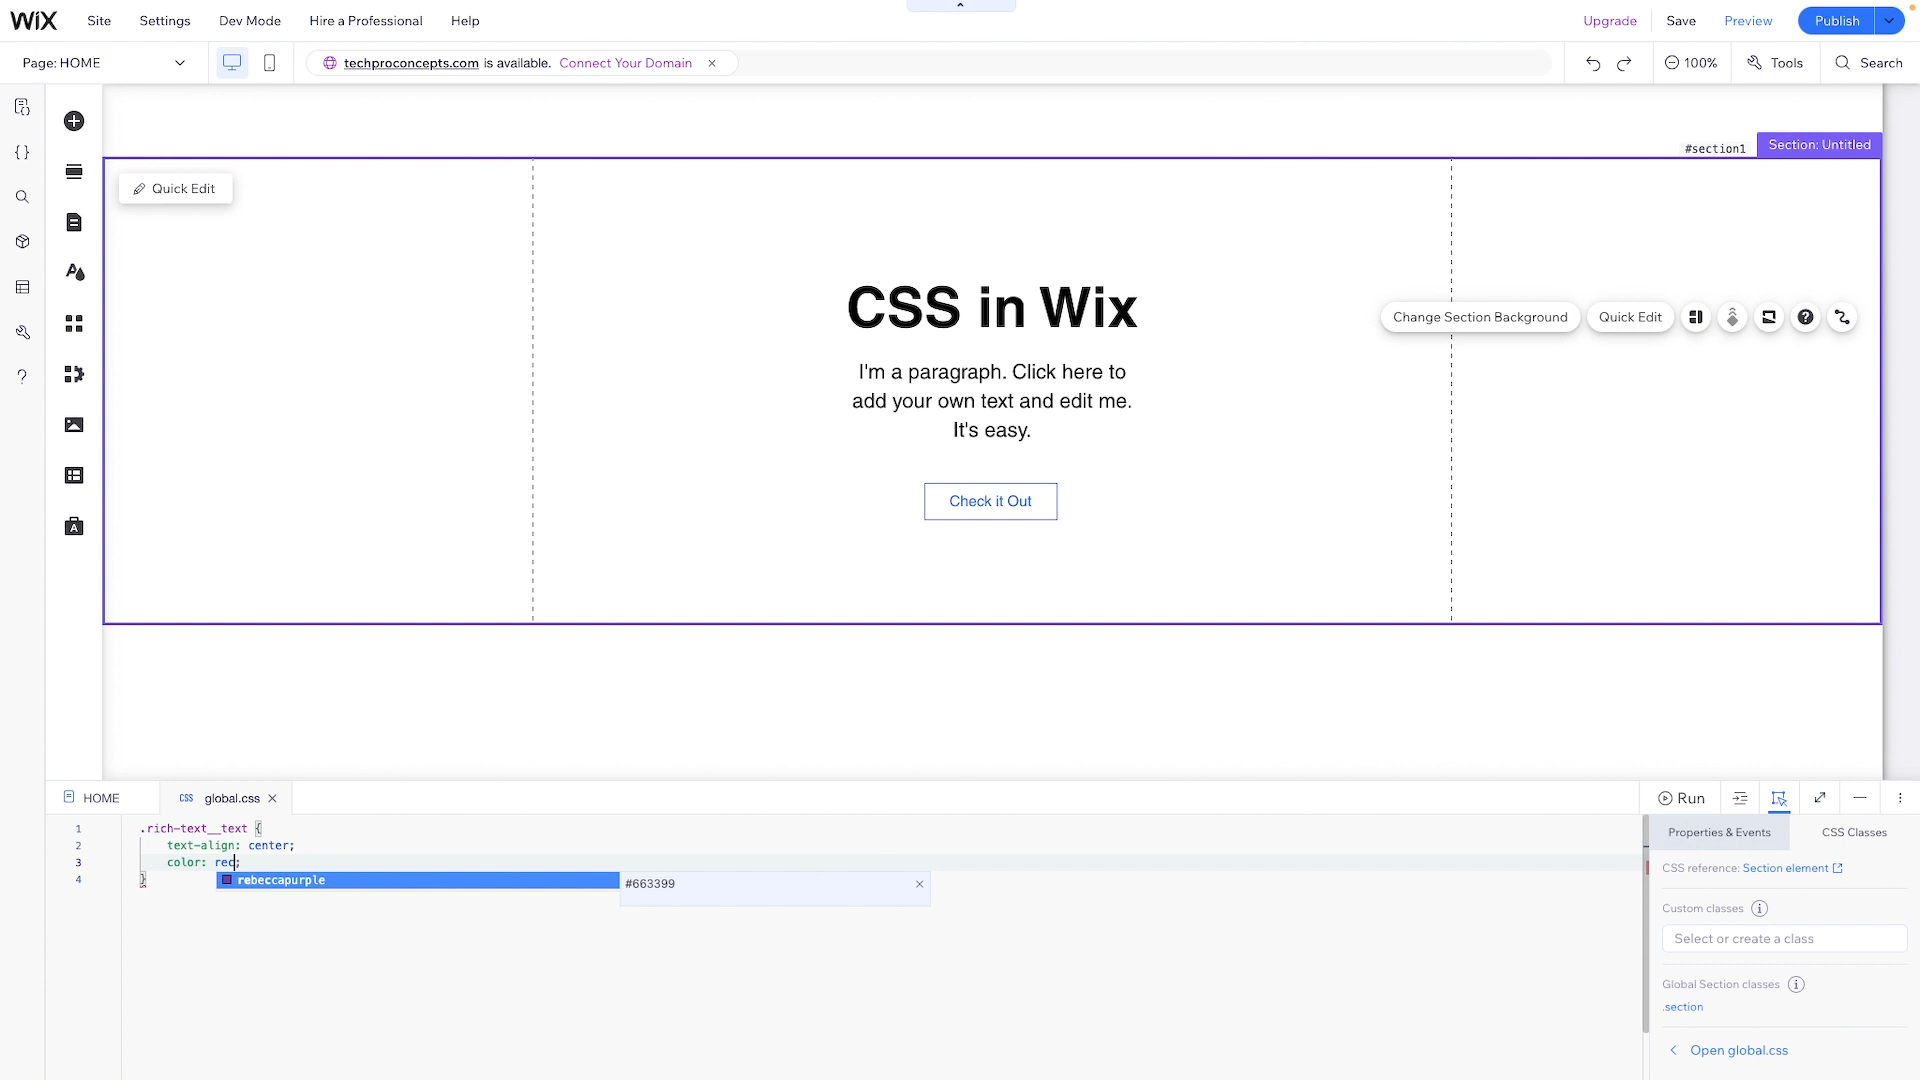 WiX Site Settings Dev Mode Hire a Professional Help Upgrade Save Preview Publish
Page: HOME techproconcepts.com is available. Connect Your Domain × 100% Tools Search
#section1 Section: Untitled
Quick Edit
CSS in Wix
Change Section Background Quick Edit
I'm a paragraph. Click here to
add your own text and edit me.
It's easy.
Check it Out
HOME CSS global.css × Run
1 .rich-text__text {
2 text-align: center;
3 color: rec;
4 }
rebeccapurple #663399 ×
Properties & Events CSS Classes
CSS reference: Section element
Custom classes
Select or create a class
Global Section classes
.section
Open global.css